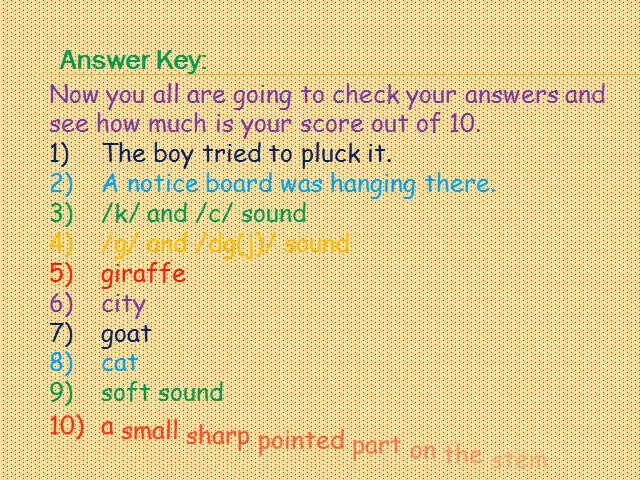 Answer Key:
Now you all are going to check your answers and
see how much is your score out of 10.
1) The boy tried to pluck it.
2) A notice board was hanging there.
3) /k/ and /c/ sound
4) /g/ and /dg(j)/ sound
5) giraffe
6) city
7) goat
8) cat
9) soft sound
10) a small sharp pointed part on the stem